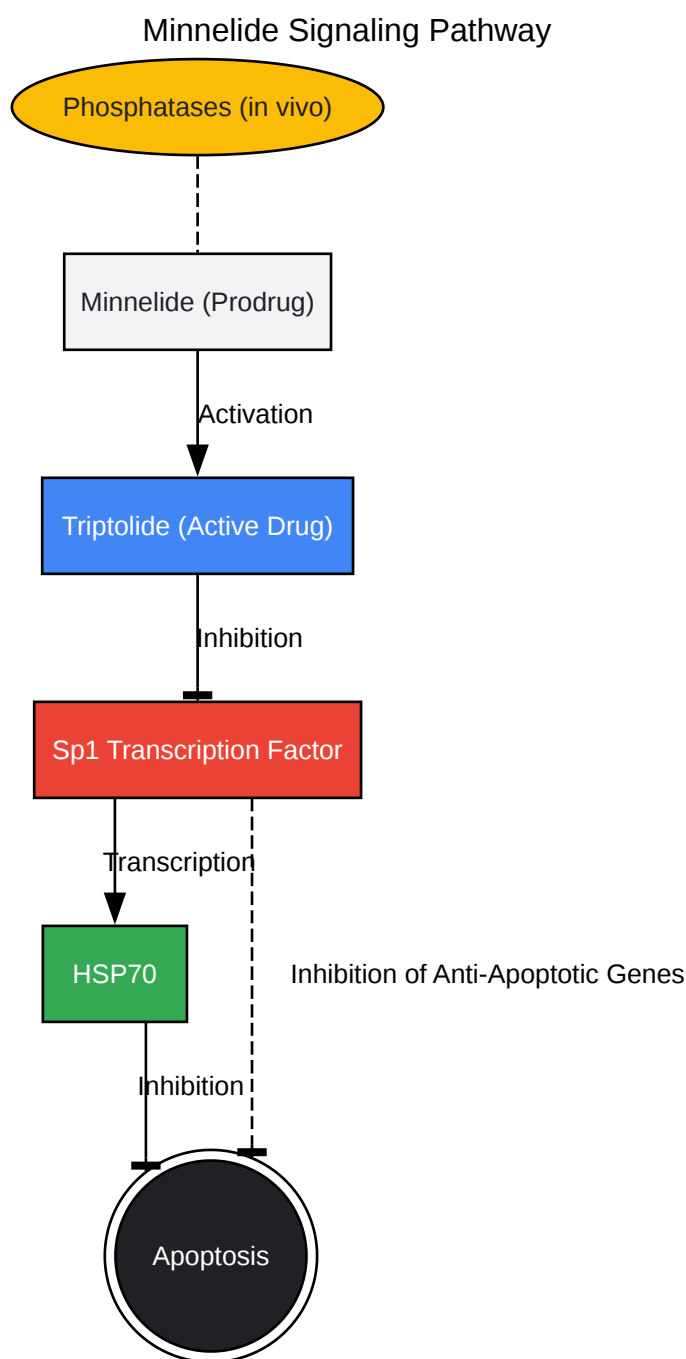 Minnelide Signaling Pathway
Phosphatases (in vivo)
Minnelide (Prodrug)
Activation
Triptolide (Active Drug)
Inhibition
Sp1 Transcription Factor
Transcription
HSP70
Inhibition of Anti-Apoptotic Genes
Inhibition
Apoptosis